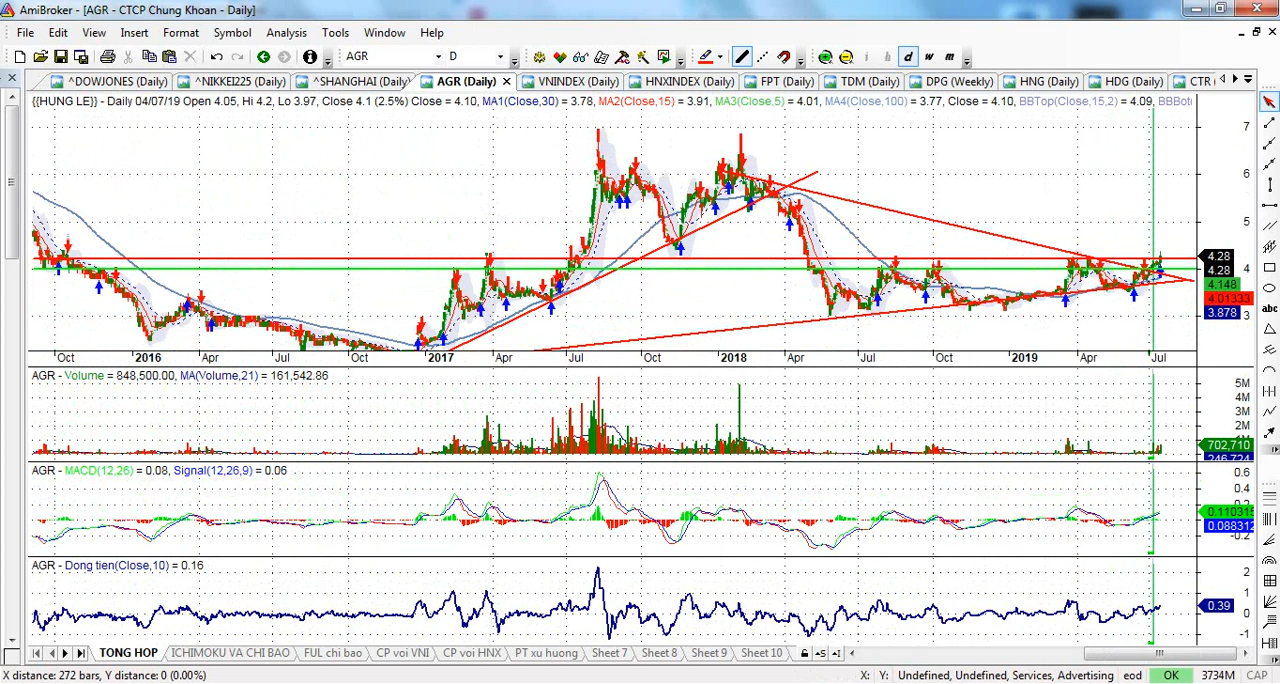 AmiBroker - [AGR - CTCP Chung Khoan - Daily]
File Edit View Insert Format Symbol Analysis Tools Window Help
AGR D i h d w m
^DOWJONES (Daily) ^NIKKEI225 (Daily) ^SHANGHAI (Daily) AGR (Daily) VNINDEX (Daily) HNXINDEX (Daily) FPT (Daily) TDM (Daily) DPG (Weekly) HNG (Daily) HDG (Daily) CTR (
{{HUNG LE}} - Daily 04/07/19 Open 4.05, Hi 4.2, Lo 3.97, Close 4.1 (2.5%) Close = 4.10, MA1(Close,30) = 3.78, MA2(Close,15) = 3.91, MA3(Close,5) = 4.01, MA4(Close,100) = 3.77, Close = 4.10, BBTop(Close,15,2) = 4.09, BBBot
7
6
5
4.28
4
4.28
4.148
4.01333
3.878
3
abc
Oct 2016 Apr Jul Oct 2017 Apr Jul Oct 2018 Apr Jul Oct 2019 Apr Jul
AGR - Volume = 848,500.00, MA(Volume,21) = 161,542.86
5M
4M
3M
2M
702,710
246,724
AGR - MACD(12,26) = 0.08, Signal(12,26,9) = 0.06
0.6
0.4
0.110315
0.088312
-0.2
AGR - Dong tien(Close,10) = 0.16
2
1
0.39
0
-1
TONG HOP ICHIMOKU VA CHI BAO FUL chi bao CP voi VNI CP voi HNX PT xu huong Sheet 7 Sheet 8 Sheet 9 Sheet 10
X distance: 272 bars, Y distance: 0 (0.00%) X: Y: Undefined, Undefined, Services, Advertising eod OK 3734M CAP